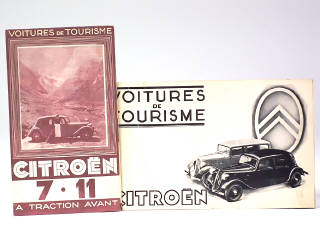 VOITURES DE TOURISME
CITROËN
7 · 11
A TRACTION AVANT
VOITURES
DE
TOURISME
CITROËN